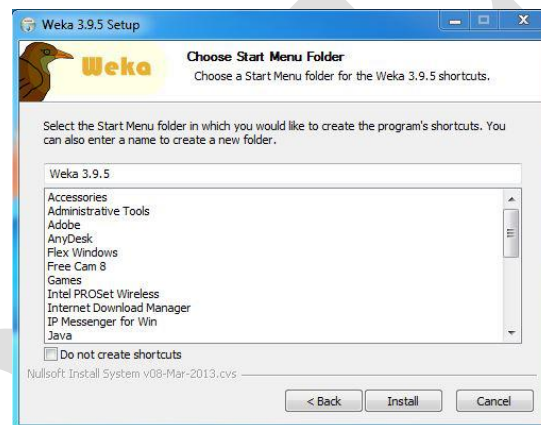 Weka 3.9.5 Setup
Weka
Choose Start Menu Folder
Choose a Start Menu folder for the Weka 3.9.5 shortcuts.
Select the Start Menu folder in which you would like to create the program's shortcuts. You
can also enter a name to create a new folder.
Weka 3.9.5
Accessories
Administrative Tools
Adobe
AnyDesk
Flex Windows
Free Cam 8
Games
Intel PROSet Wireless
Internet Download Manager
IP Messenger for Win
Java
Do not create shortcuts
Nullsoft Install System v08-Mar-2013.cvs
< Back
Install
Cancel